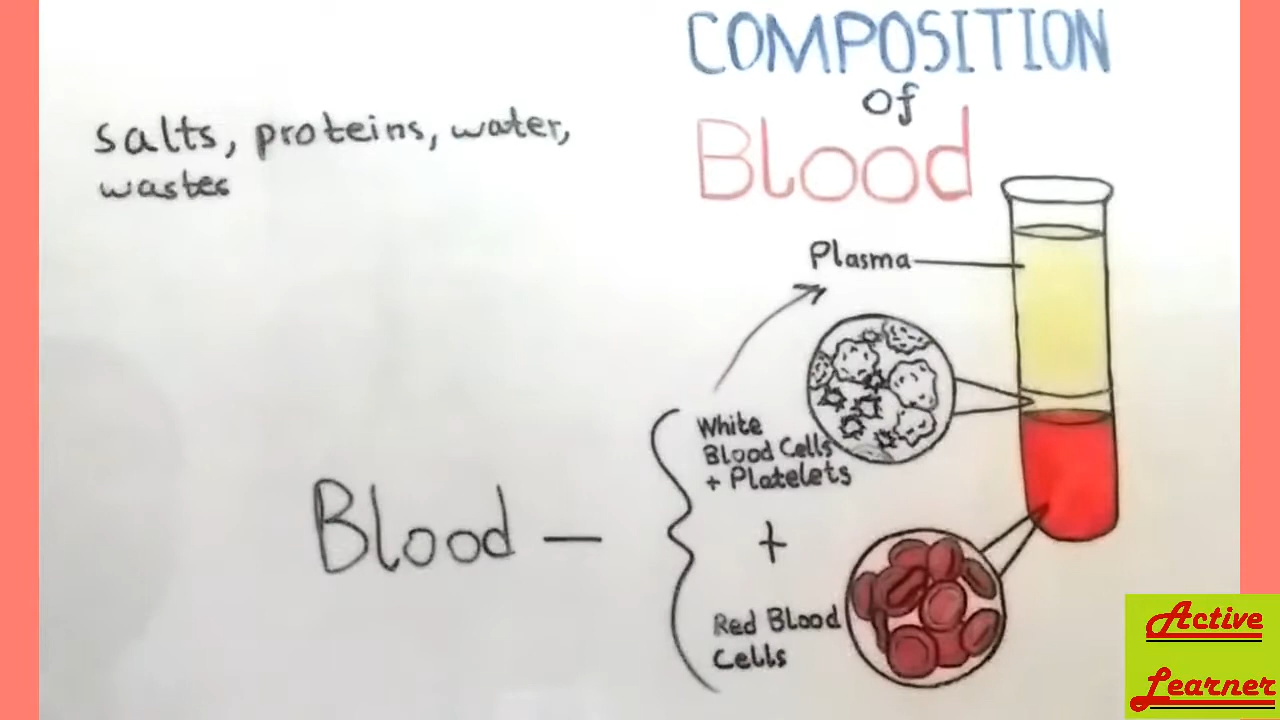 COMPOSITION
of
Blood
salts, proteins, water,
wastes
Plasma
White
Blood Cells
+ Platelets
Blood —
+
Red Blood
Cells
Active
Learner